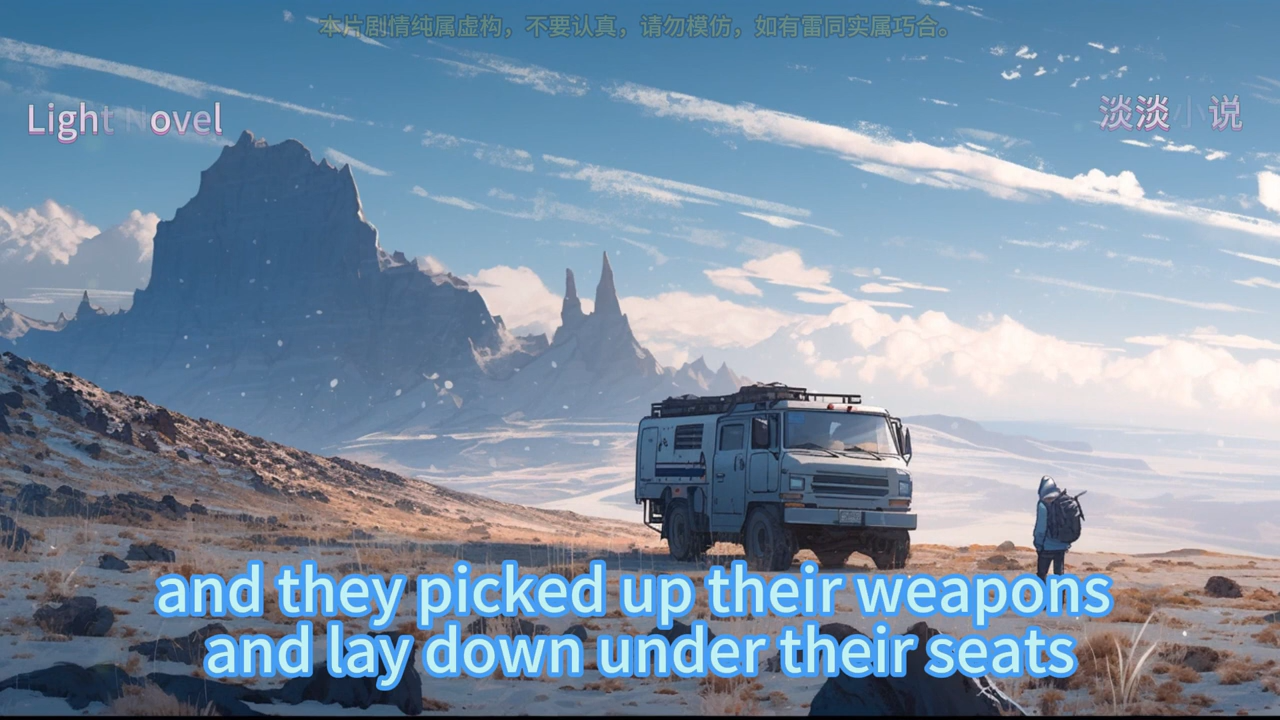 本片剧情纯属虚构，不要认真，请勿模仿，如有雷同实属巧合。
Light Novel
淡淡小说
and they picked up their weapons
and lay down under their seats